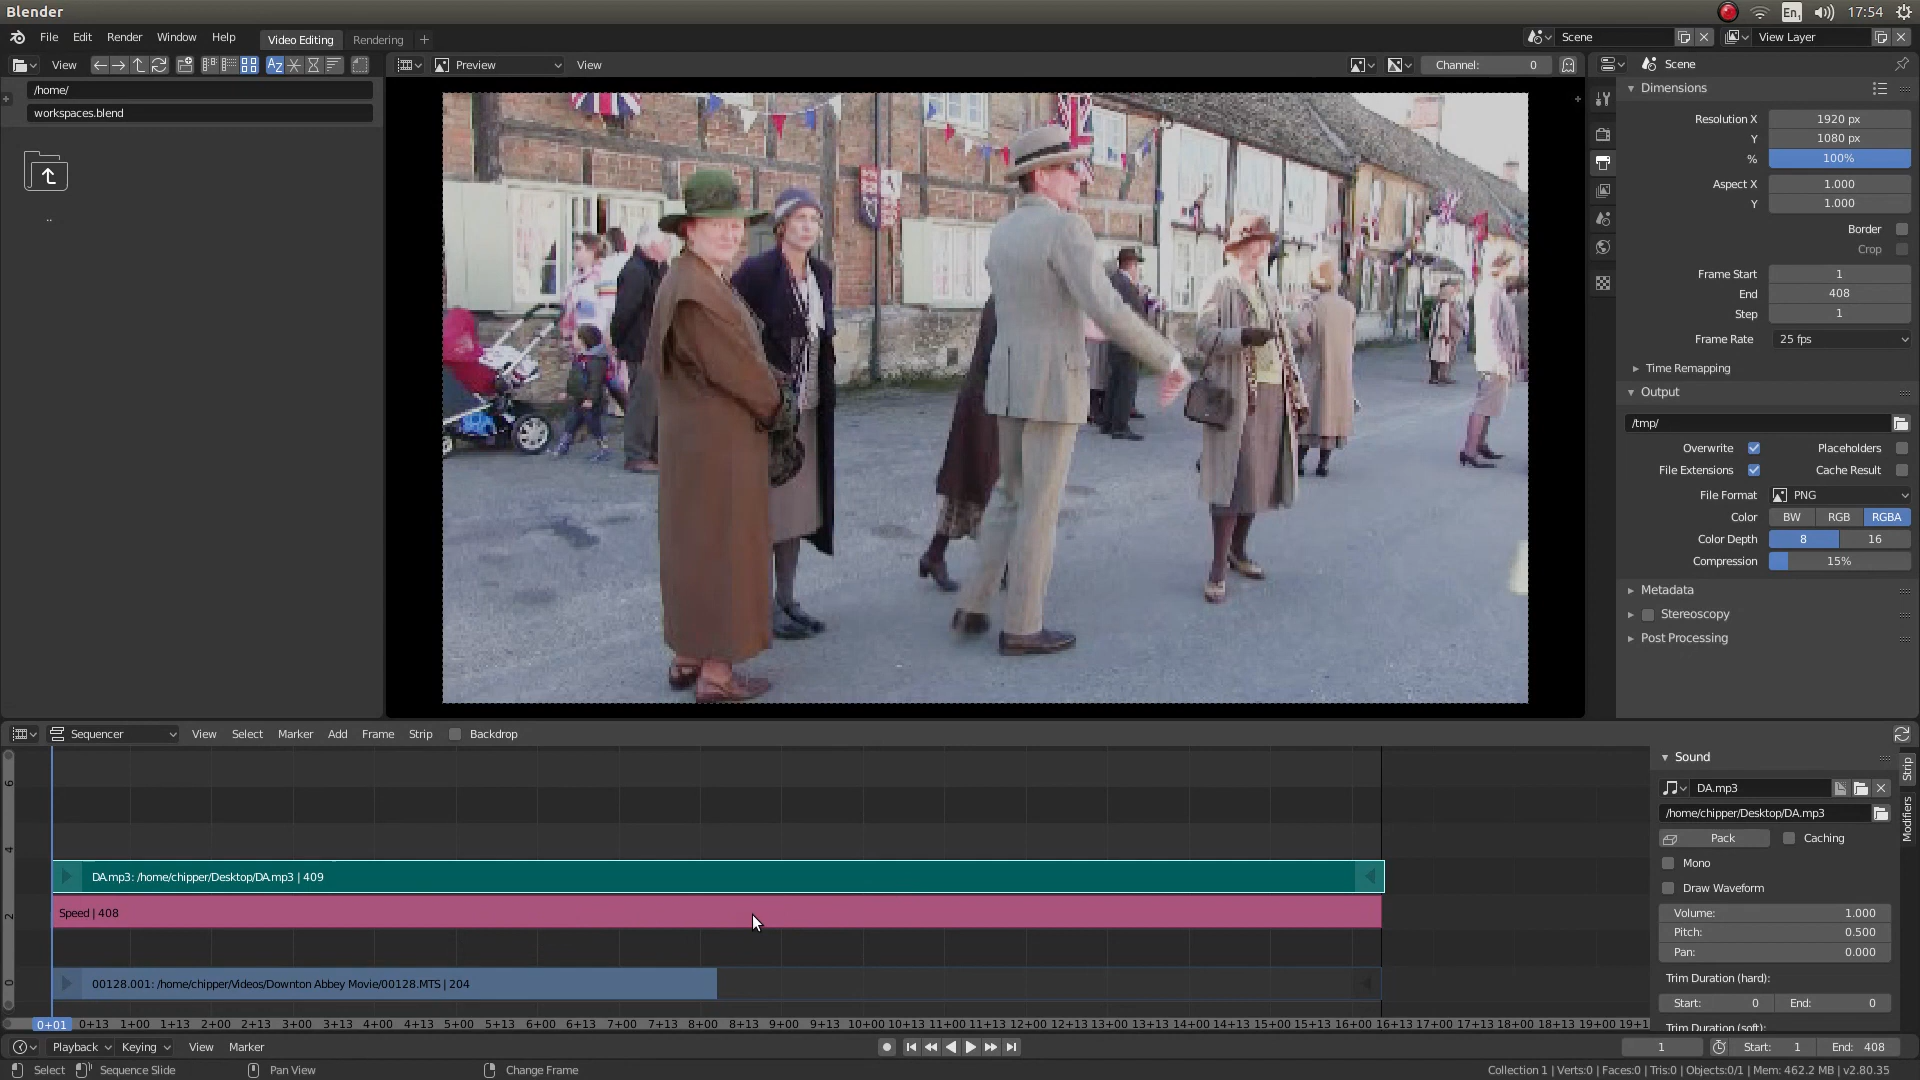 Blender
En1
17:54
File Edit Render Window Help
Video Editing Rendering +
Scene
View Layer
View
Preview
View
Channel: 0
Scene
/home/
workspaces.blend
..
Dimensions
Resolution X 1920 px
Y 1080 px
% 100%
Aspect X 1.000
Y 1.000
Border
Crop
Frame Start 1
End 408
Step 1
Frame Rate 25 fps
Time Remapping
Output
/tmp/
Overwrite Placeholders
File Extensions Cache Result
File Format PNG
Color BW RGB RGBA
Color Depth 8 16
Compression 15%
Metadata
Stereoscopy
Post Processing
Sequencer View Select Marker Add Frame Strip Backdrop
6
4
2
0
DA.mp3: /home/chipper/Desktop/DA.mp3 | 409
Speed | 408
00128.001: /home/chipper/Videos/Downton Abbey Movie/00128.MTS | 204
0+01 0+13 1+00 1+13 2+00 2+13 3+00 3+13 4+00 4+13 5+00 5+13 6+00 6+13 7+00 7+13 8+00 8+13 9+00 9+13 10+00 10+13 11+00 11+13 12+00 12+13 13+00 13+13 14+00 14+13 15+00 15+13 16+00 16+13 17+00 17+13 18+00 18+13 19+00 19+1
Sound
DA.mp3
/home/chipper/Desktop/DA.mp3
Pack Caching
Mono
Draw Waveform
Volume: 1.000
Pitch: 0.500
Pan: 0.000
Trim Duration (hard):
Start: 0 End: 0
Trim Duration (soft):
Strip
Modifiers
Playback Keying View Marker
1 Start: 1 End: 408
Select Sequence Slide Pan View Change Frame
Collection 1 | Verts:0 | Faces:0 | Tris:0 | Objects:0/1 | Mem: 462.2 MB | v2.80.35